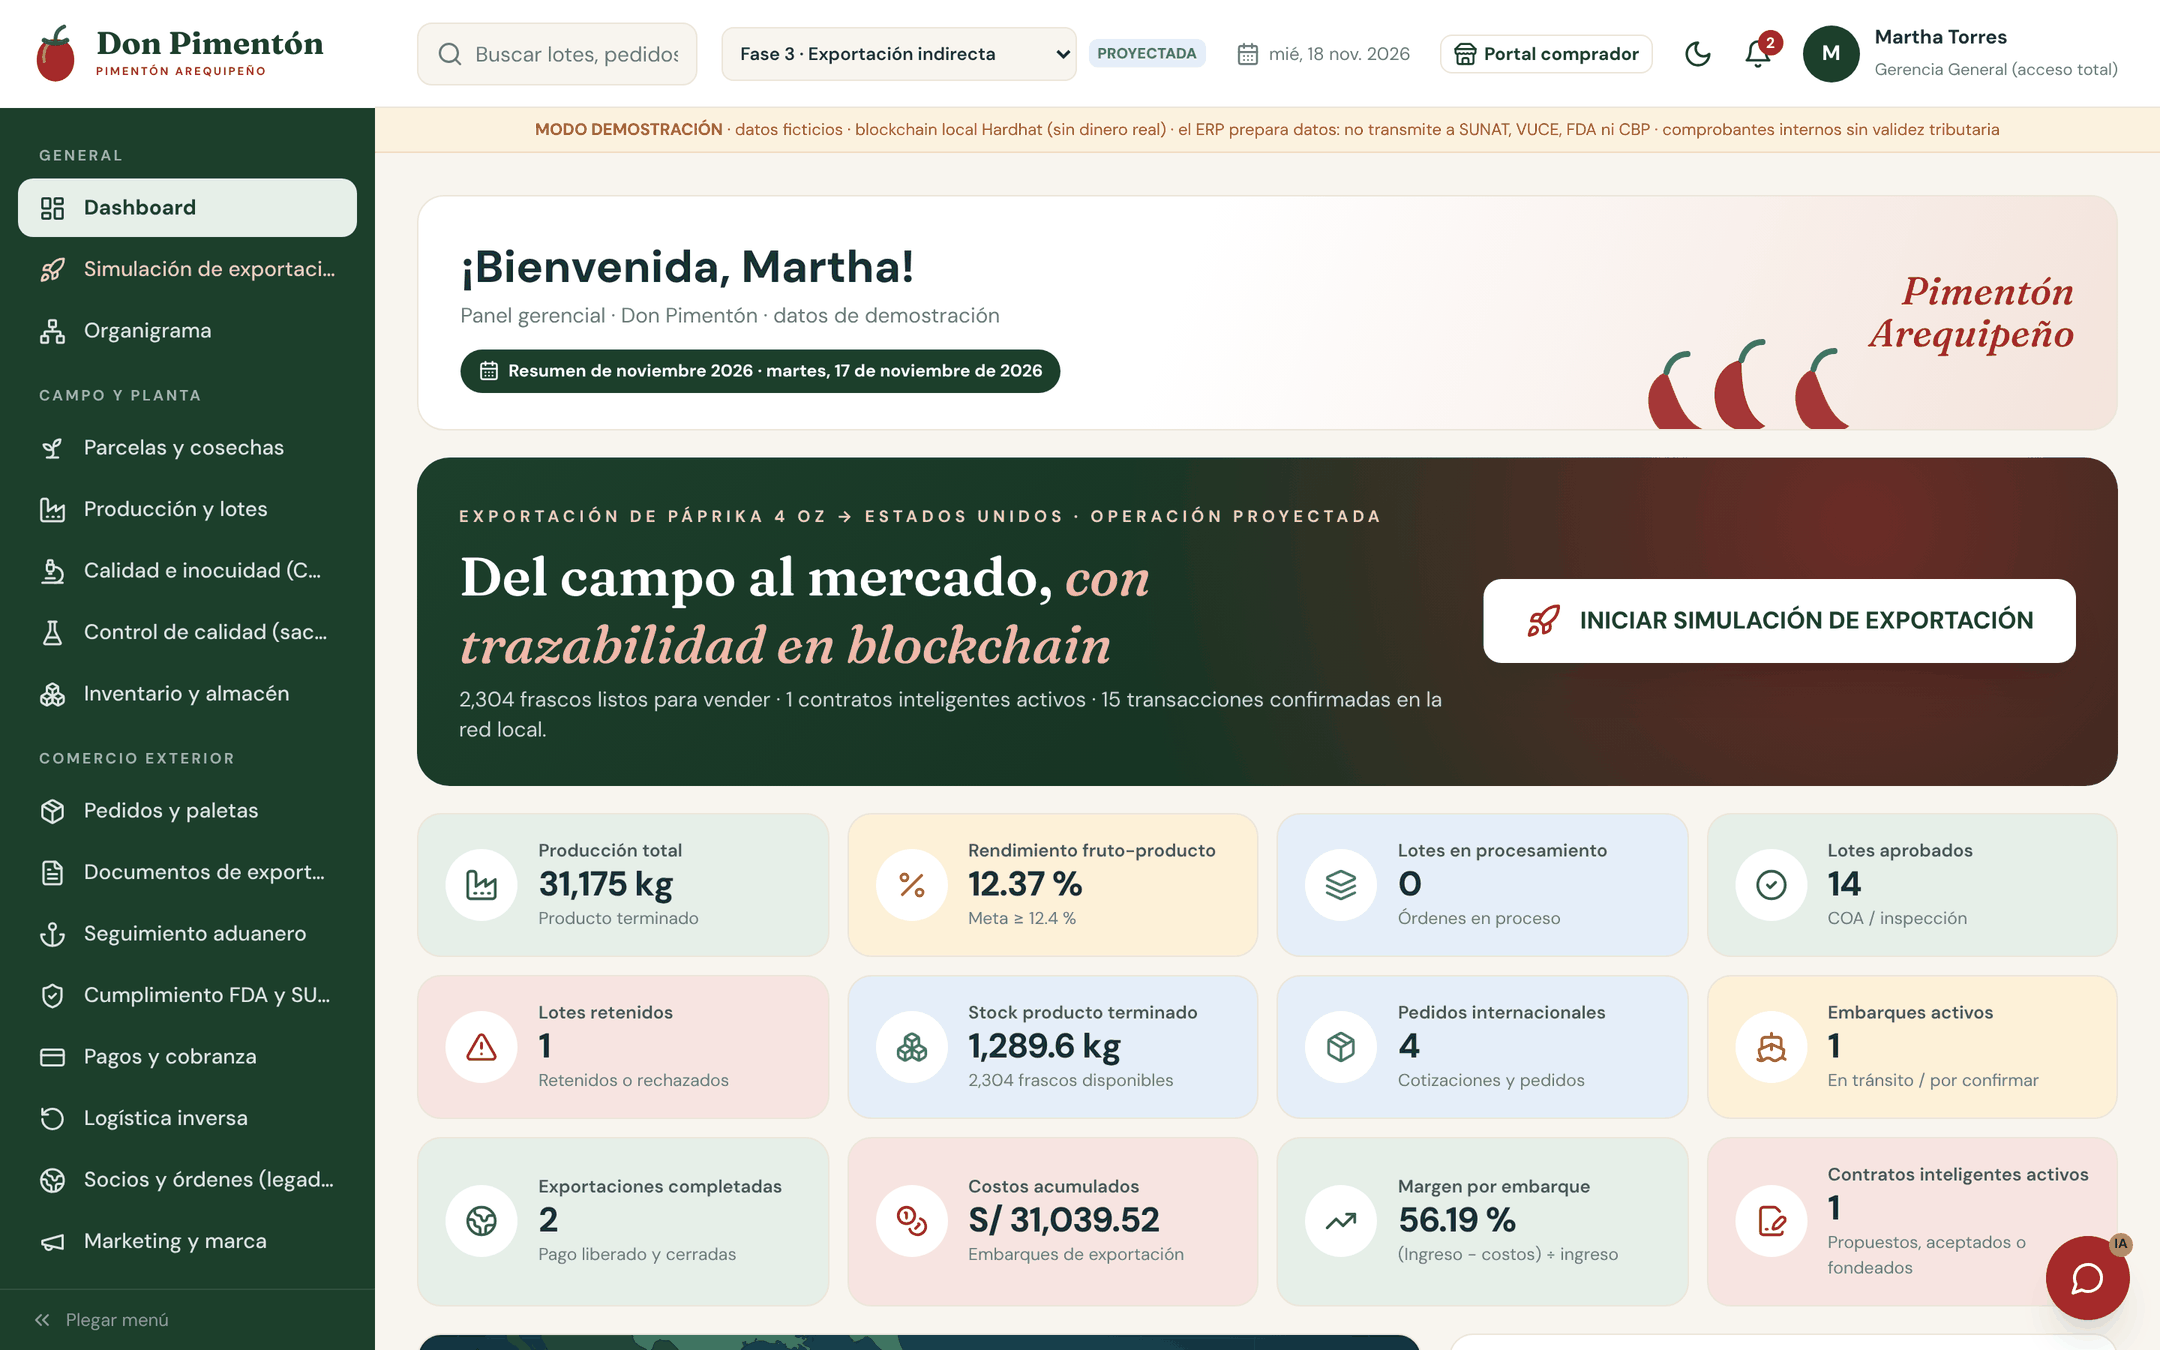 Don Pimentón
PIMENTÓN AREQUIPEÑO
Buscar lotes, pedidos
Fase 3 · Exportación indirecta
PROYECTADA
mié, 18 nov. 2026
Portal comprador
2
M
Martha Torres
Gerencia General (acceso total)
MODO DEMOSTRACIÓN · datos ficticios · blockchain local Hardhat (sin dinero real) · el ERP prepara datos: no transmite a SUNAT, VUCE, FDA ni CBP · comprobantes internos sin validez tributaria
GENERAL
Dashboard
Simulación de exportaci...
Organigrama
CAMPO Y PLANTA
Parcelas y cosechas
Producción y lotes
Calidad e inocuidad (C...
Control de calidad (sac...
Inventario y almacén
COMERCIO EXTERIOR
Pedidos y paletas
Documentos de export...
Seguimiento aduanero
Cumplimiento FDA y SU...
Pagos y cobranza
Logística inversa
Socios y órdenes (legad...
Marketing y marca
Plegar menú
¡Bienvenida, Martha!
Panel gerencial · Don Pimentón · datos de demostración
Resumen de noviembre 2026 · martes, 17 de noviembre de 2026
Pimentón
Arequipeño
EXPORTACIÓN DE PÁPRIKA 4 OZ → ESTADOS UNIDOS · OPERACIÓN PROYECTADA
Del campo al mercado, con
trazabilidad en blockchain
2,304 frascos listos para vender · 1 contratos inteligentes activos · 15 transacciones confirmadas en la
red local.
INICIAR SIMULACIÓN DE EXPORTACIÓN
Producción total
31,175 kg
Producto terminado
Rendimiento fruto-producto
12.37 %
Meta ≥ 12.4 %
Lotes en procesamiento
0
Órdenes en proceso
Lotes aprobados
14
COA / inspección
Lotes retenidos
1
Retenidos o rechazados
Stock producto terminado
1,289.6 kg
2,304 frascos disponibles
Pedidos internacionales
4
Cotizaciones y pedidos
Embarques activos
1
En tránsito / por confirmar
Exportaciones completadas
2
Pago liberado y cerradas
Costos acumulados
S/ 31,039.52
Embarques de exportación
Margen por embarque
56.19 %
(Ingreso − costos) ÷ ingreso
Contratos inteligentes activos
1
Propuestos, aceptados o
fondeados
IA